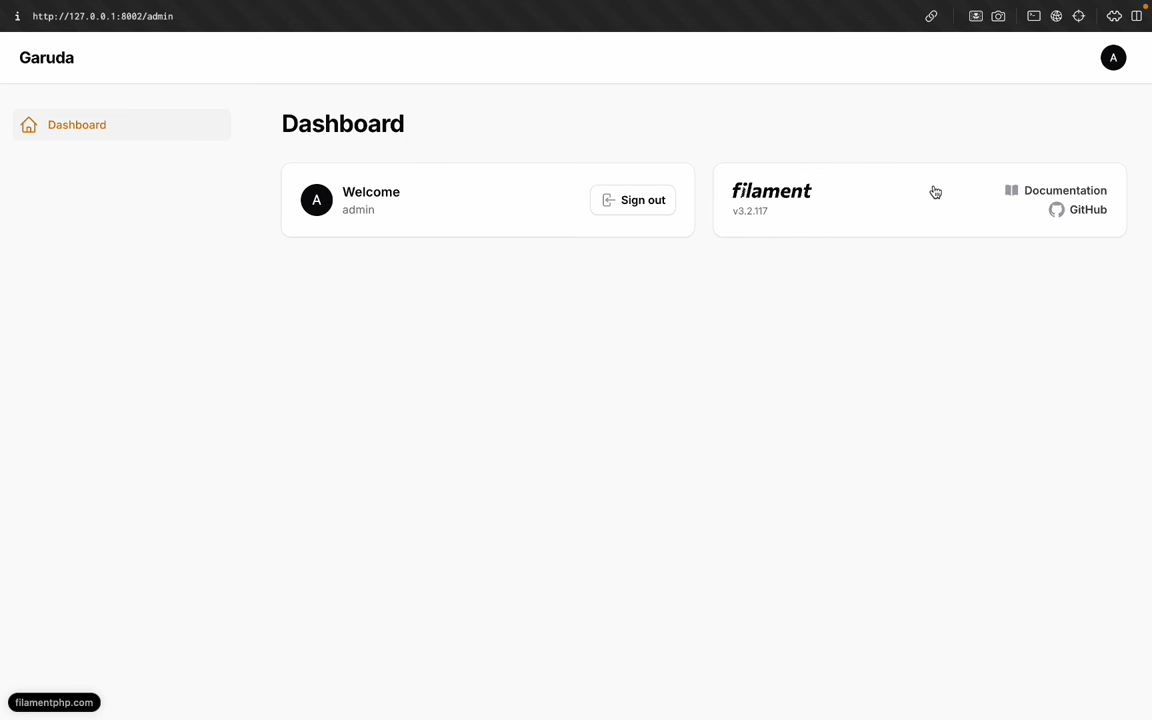 http://127.0.0.1:8002/admin
Garuda
A
Dashboard
Dashboard
A
Welcome
admin
Sign out
filament
v3.2.117
Documentation
GitHub
filamentphp.com